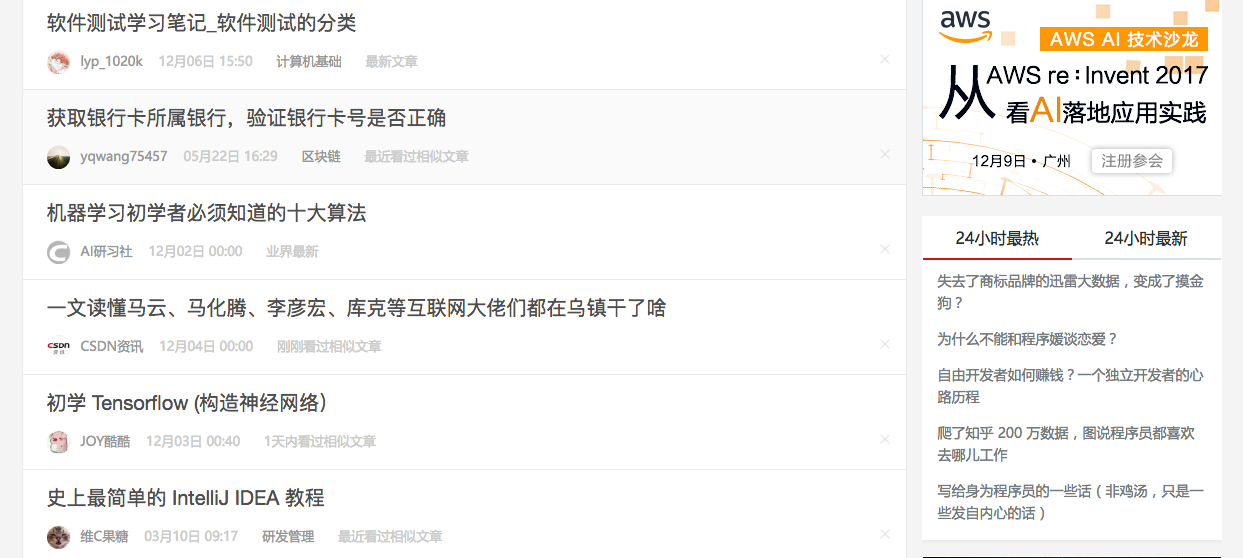 软件测试学习笔记_软件测试的分类
lyp_1020k 12月06日 15:50 计算机基础 最新文章
获取银行卡所属银行，验证银行卡号是否正确
yqwang75457 05月22日 16:29 区块链 最近看过相似文章
机器学习初学者必须知道的十大算法
AI研习社 12月02日 00:00 业界最新
一文读懂马云、马化腾、李彦宏、库克等互联网大佬们都在乌镇干了啥
CSDN资讯 12月04日 00:00 刚刚看过相似文章
初学 Tensorflow (构造神经网络）
JOY酷酷 12月03日 00:40 1天内看过相似文章
史上最简单的 IntelliJ IDEA 教程
维C果糖 03月10日 09:17 研发管理 最近看过相似文章
aws
AWS AI 技术沙龙
从AWS re：Invent 2017
看AI落地应用实践
12月9日 • 广州 注册参会
24小时最热 24小时最新
失去了商标品牌的迅雷大数据，变成了摸金
狗？
为什么不能和程序媛谈恋爱？
自由开发者如何赚钱？一个独立开发者的心
路历程
爬了知乎 200 万数据，图说程序员都喜欢
去哪儿工作
写给身为程序员的一些话（非鸡汤，只是一
些发自内心的话）